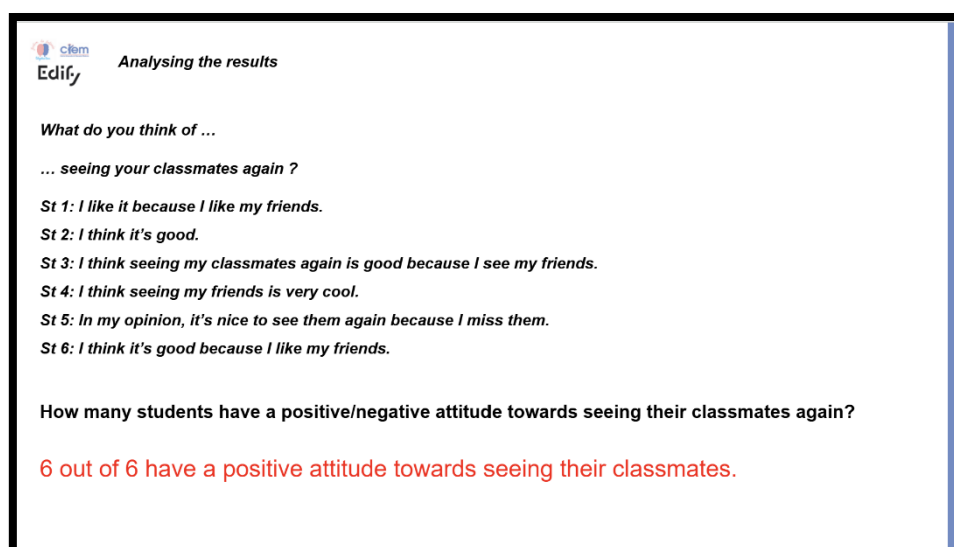 ciem
Edify
Analysing the results
What do you think of …
… seeing your classmates again ?
St 1: I like it because I like my friends.
St 2: I think it's good.
St 3: I think seeing my classmates again is good because I see my friends.
St 4: I think seeing my friends is very cool.
St 5: In my opinion, it's nice to see them again because I miss them.
St 6: I think it's good because I like my friends.
How many students have a positive/negative attitude towards seeing their classmates again?
6 out of 6 have a positive attitude towards seeing their classmates.